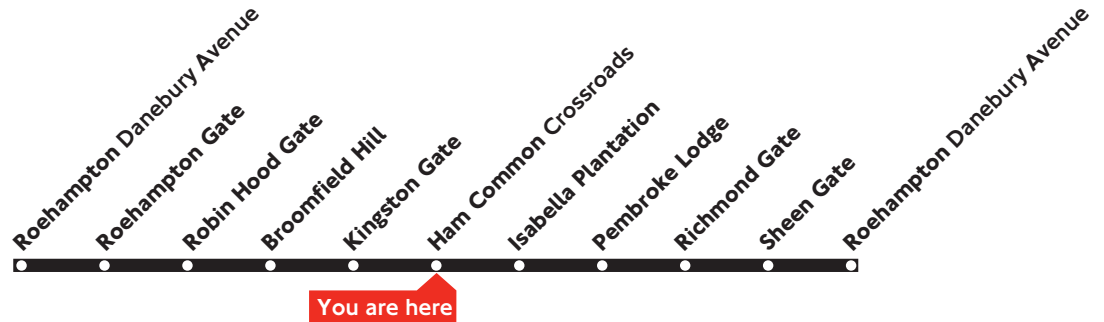 Roehampton Danebury Avenue
Roehampton Gate
Robin Hood Gate
Broomfield Hill
Kingston Gate
Ham Common Crossroads
Isabella Plantation
Pembroke Lodge
Richmond Gate
Sheen Gate
Roehampton Danebury Avenue
You are here